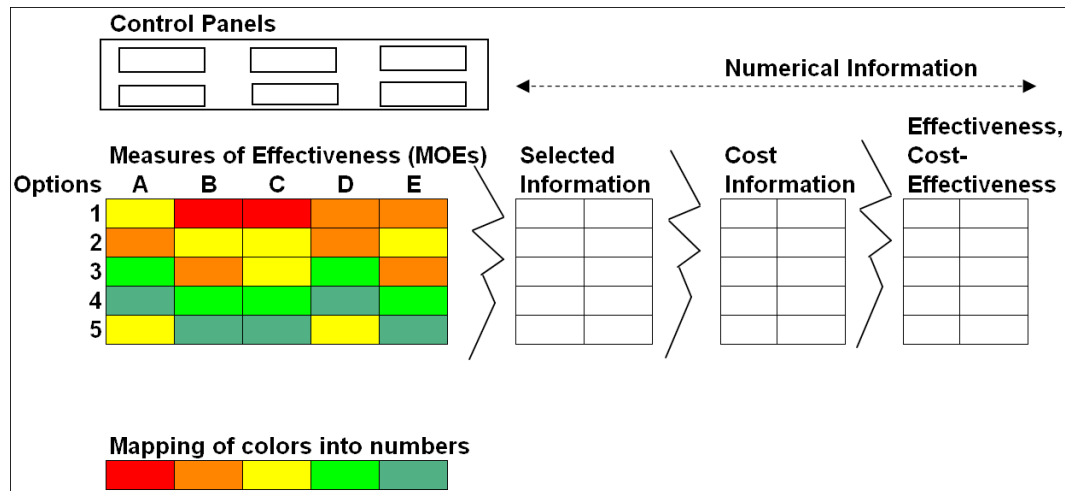 Control Panels
Numerical Information
Measures of Effectiveness (MOEs)
Selected
Information
Cost
Information
Effectiveness,
Cost-
Effectiveness
Options A B C D E
1
2
3
4
5
Mapping of colors into numbers